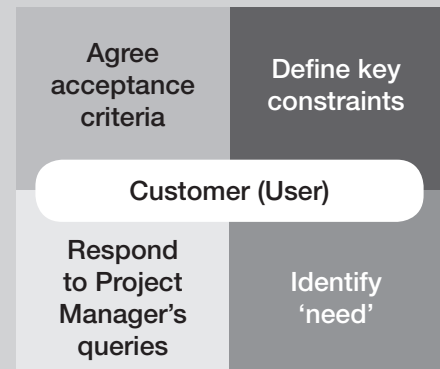 Agree
acceptance
criteria
Define key
constraints
Customer (User)
Respond
to Project
Manager’s
queries
Identify
‘need’